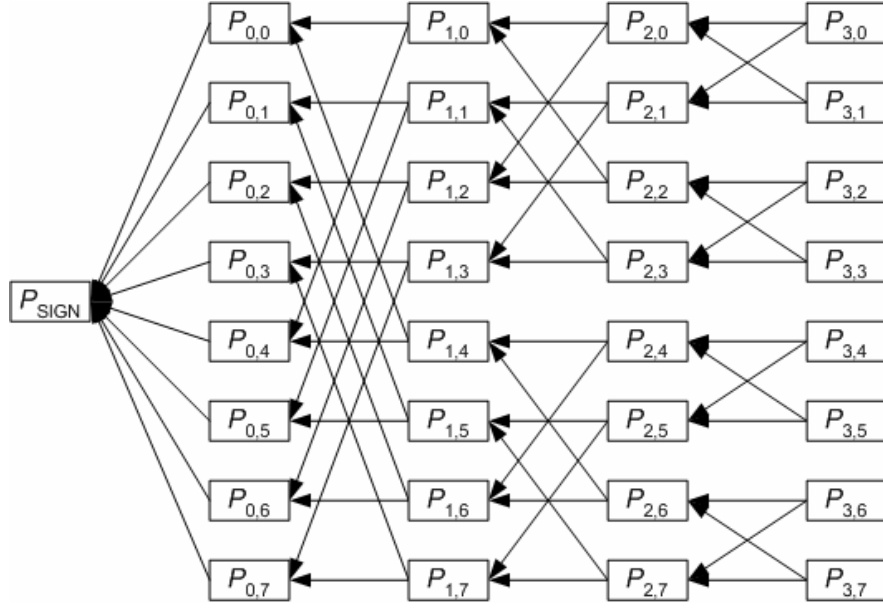 P0,0 P1,0 P2,0 P3,0
P0,1 P1,1 P2,1 P3,1
P0,2 P1,2 P2,2 P3,2
P0,3 P1,3 P2,3 P3,3
PSIGN
P0,4 P1,4 P2,4 P3,4
P0,5 P1,5 P2,5 P3,5
P0,6 P1,6 P2,6 P3,6
P0,7 P1,7 P2,7 P3,7